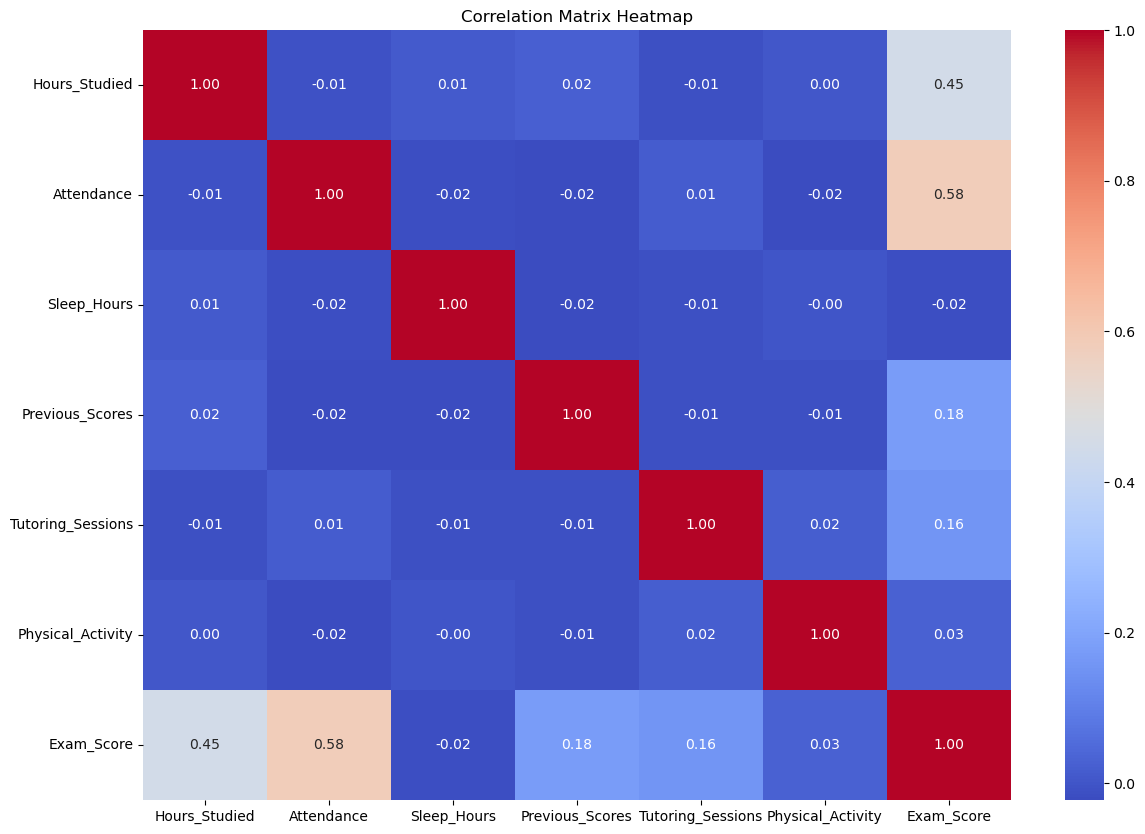 Correlation Matrix Heatmap
Hours_Studied 1.00 -0.01 0.01 0.02 -0.01 0.00 0.45
Attendance -0.01 1.00 -0.02 -0.02 0.01 -0.02 0.58
Sleep_Hours 0.01 -0.02 1.00 -0.02 -0.01 -0.00 -0.02
Previous_Scores 0.02 -0.02 -0.02 1.00 -0.01 -0.01 0.18
Tutoring_Sessions -0.01 0.01 -0.01 -0.01 1.00 0.02 0.16
Physical_Activity 0.00 -0.02 -0.00 -0.01 0.02 1.00 0.03
Exam_Score 0.45 0.58 -0.02 0.18 0.16 0.03 1.00
Hours_Studied Attendance Sleep_Hours Previous_Scores Tutoring_Sessions Physical_Activity Exam_Score
1.0
0.8
0.6
0.4
0.2
0.0